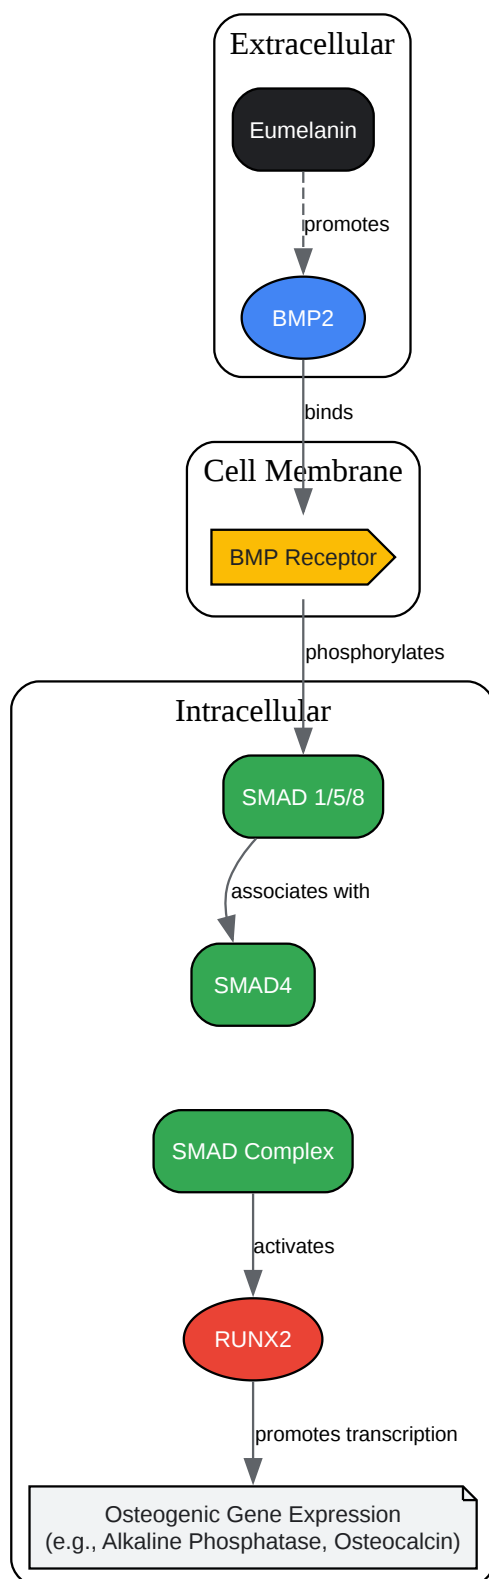 Extracellular
Eumelanin
promotes
BMP2
binds
Cell Membrane
BMP Receptor
phosphorylates
Intracellular
SMAD 1/5/8
associates with
SMAD4
SMAD Complex
activates
RUNX2
promotes transcription
Osteogenic Gene Expression
(e.g., Alkaline Phosphatase, Osteocalcin)